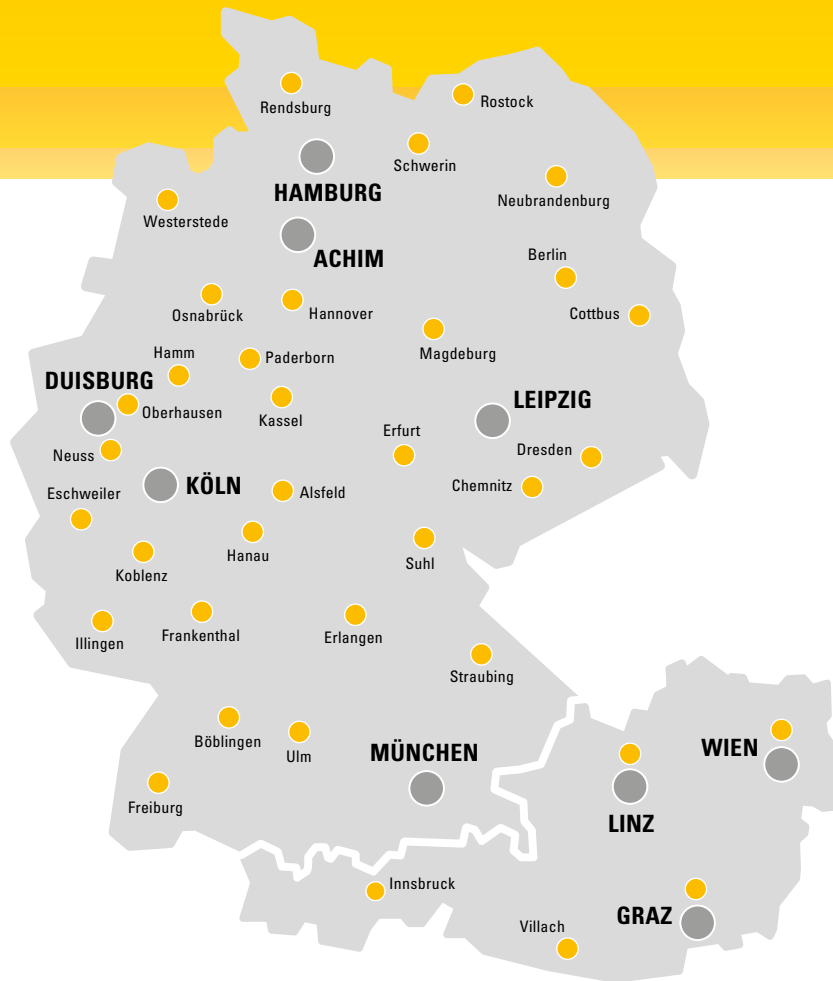 Rendsburg
Rostock
Schwerin
HAMBURG
Neubrandenburg
Westerstede
ACHIM
Berlin
Osnabrück
Hannover
Cottbus
Hamm
Paderborn
Magdeburg
DUISBURG
Oberhausen
Kassel
LEIPZIG
Erfurt
Neuss
Dresden
KÖLN
Eschweiler
Alsfeld
Chemnitz
Hanau
Suhl
Koblenz
Illingen
Frankenthal
Erlangen
Straubing
Böblingen
Ulm
MÜNCHEN
WIEN
Freiburg
LINZ
Innsbruck
GRAZ
Villach